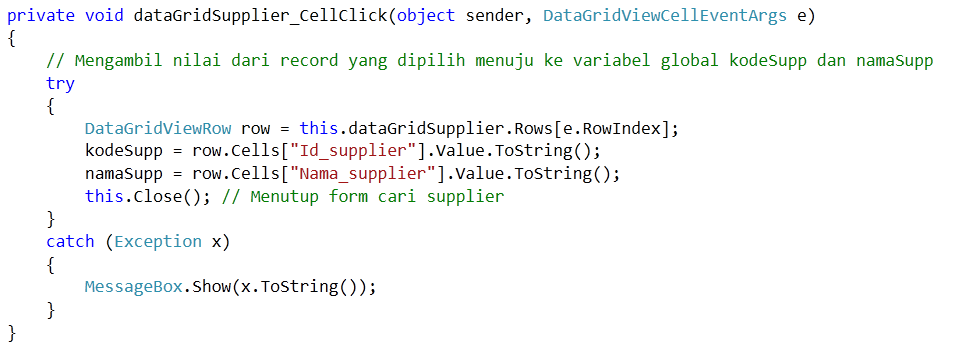 private void dataGridSupplier_CellClick(object sender, DataGridViewCellEventArgs e)
{
    // Mengambil nilai dari record yang dipilih menuju ke variabel global kodeSupp dan namaSupp
    try
    {
        DataGridViewRow row = this.dataGridSupplier.Rows[e.RowIndex];
        kodeSupp = row.Cells["Id_supplier"].Value.ToString();
        namaSupp = row.Cells["Nama_supplier"].Value.ToString();
        this.Close(); // Menutup form cari supplier
    }
    catch (Exception x)
    {
        MessageBox.Show(x.ToString());
    }
}